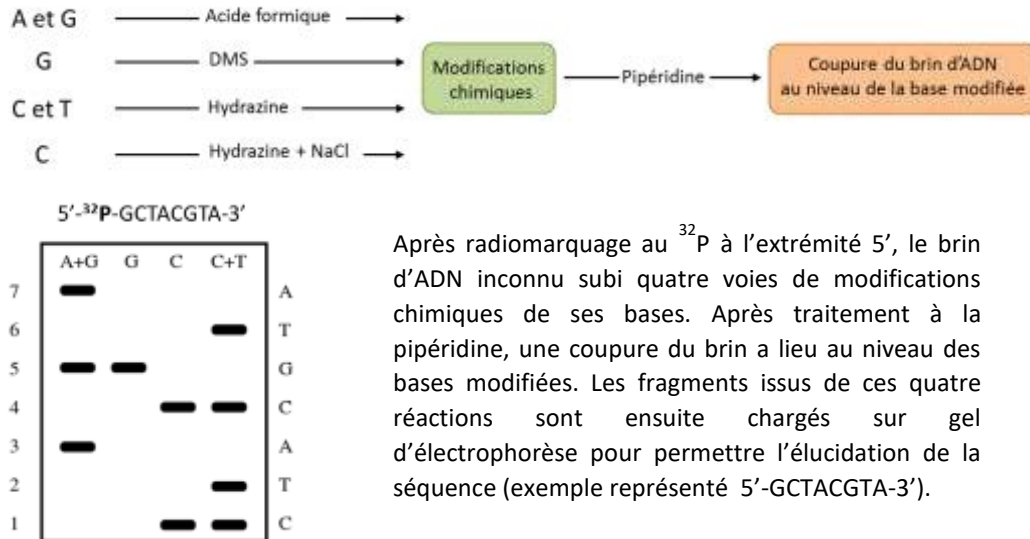 A et G Acide formique
G DMS
C et T Hydrazine
C Hydrazine + NaCl
Modifications
chimiques
Pipéridine
Coupure du brin d'ADN
au niveau de la base modifiée
5'-³²P-GCTACGTA-3'
A+G G C C+T
7 A
6 T
5 G
4 C
3 A
2 T
1 C
Après radiomarquage au ³²P à l'extrémité 5', le brin
d'ADN inconnu subi quatre voies de modifications
chimiques de ses bases. Après traitement à la
pipéridine, une coupure du brin a lieu au niveau des
bases modifiées. Les fragments issus de ces quatre
réactions sont ensuite chargés sur gel
d'électrophorèse pour permettre l'élucidation de la
séquence (exemple représenté 5'-GCTACGTA-3').